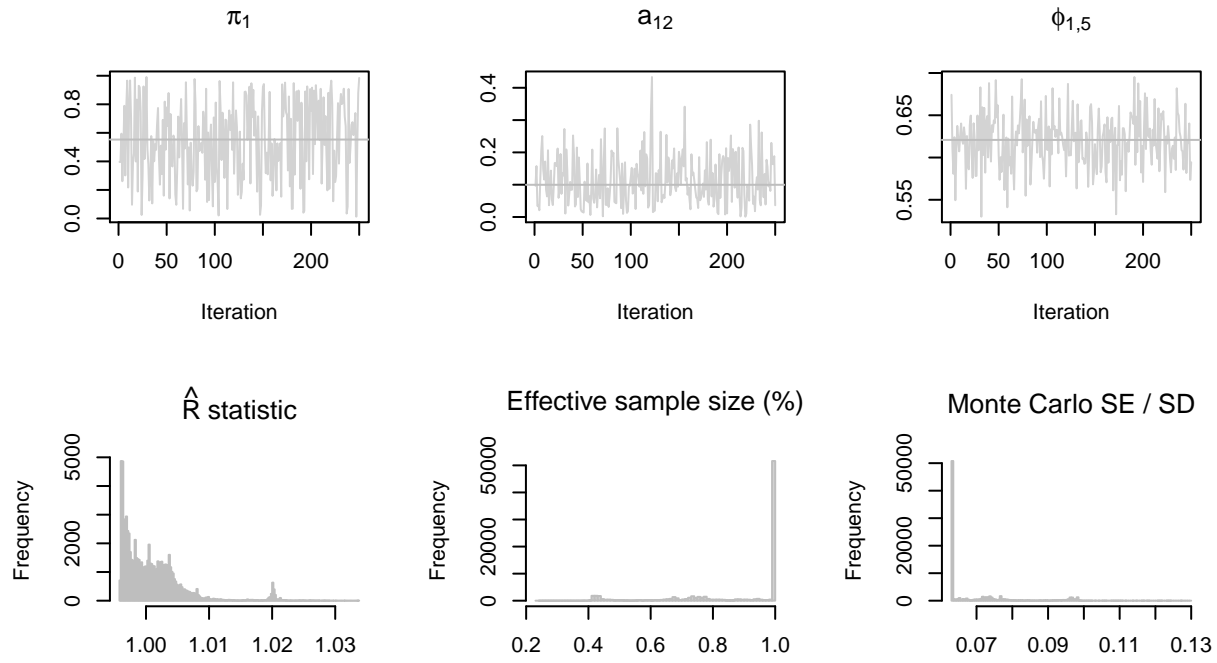 π1
a12
ϕ1,5
0.0 0.4 0.8
0 50 100 200
Iteration
0.0 0.2 0.4
0 50 100 200
Iteration
0.55 0.65
0 50 100 200
Iteration
R̂ statistic
Effective sample size (%)
Monte Carlo SE / SD
Frequency
0 2000 5000
1.00 1.01 1.02 1.03
Frequency
0 20000 50000
0.2 0.4 0.6 0.8 1.0
Frequency
0 20000 50000
0.07 0.09 0.11 0.13